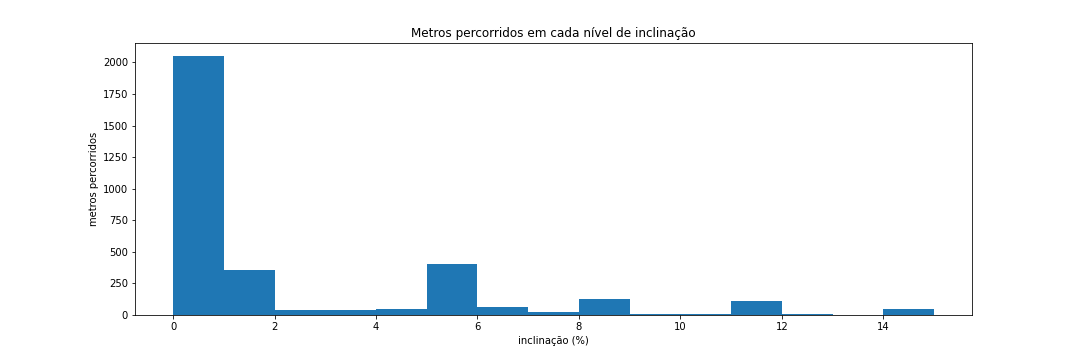 Metros percorridos em cada nível de inclinação
metros percorridos
2000
1750
1500
1250
1000
750
500
250
0
0 2 4 6 8 10 12 14
inclinação (%)